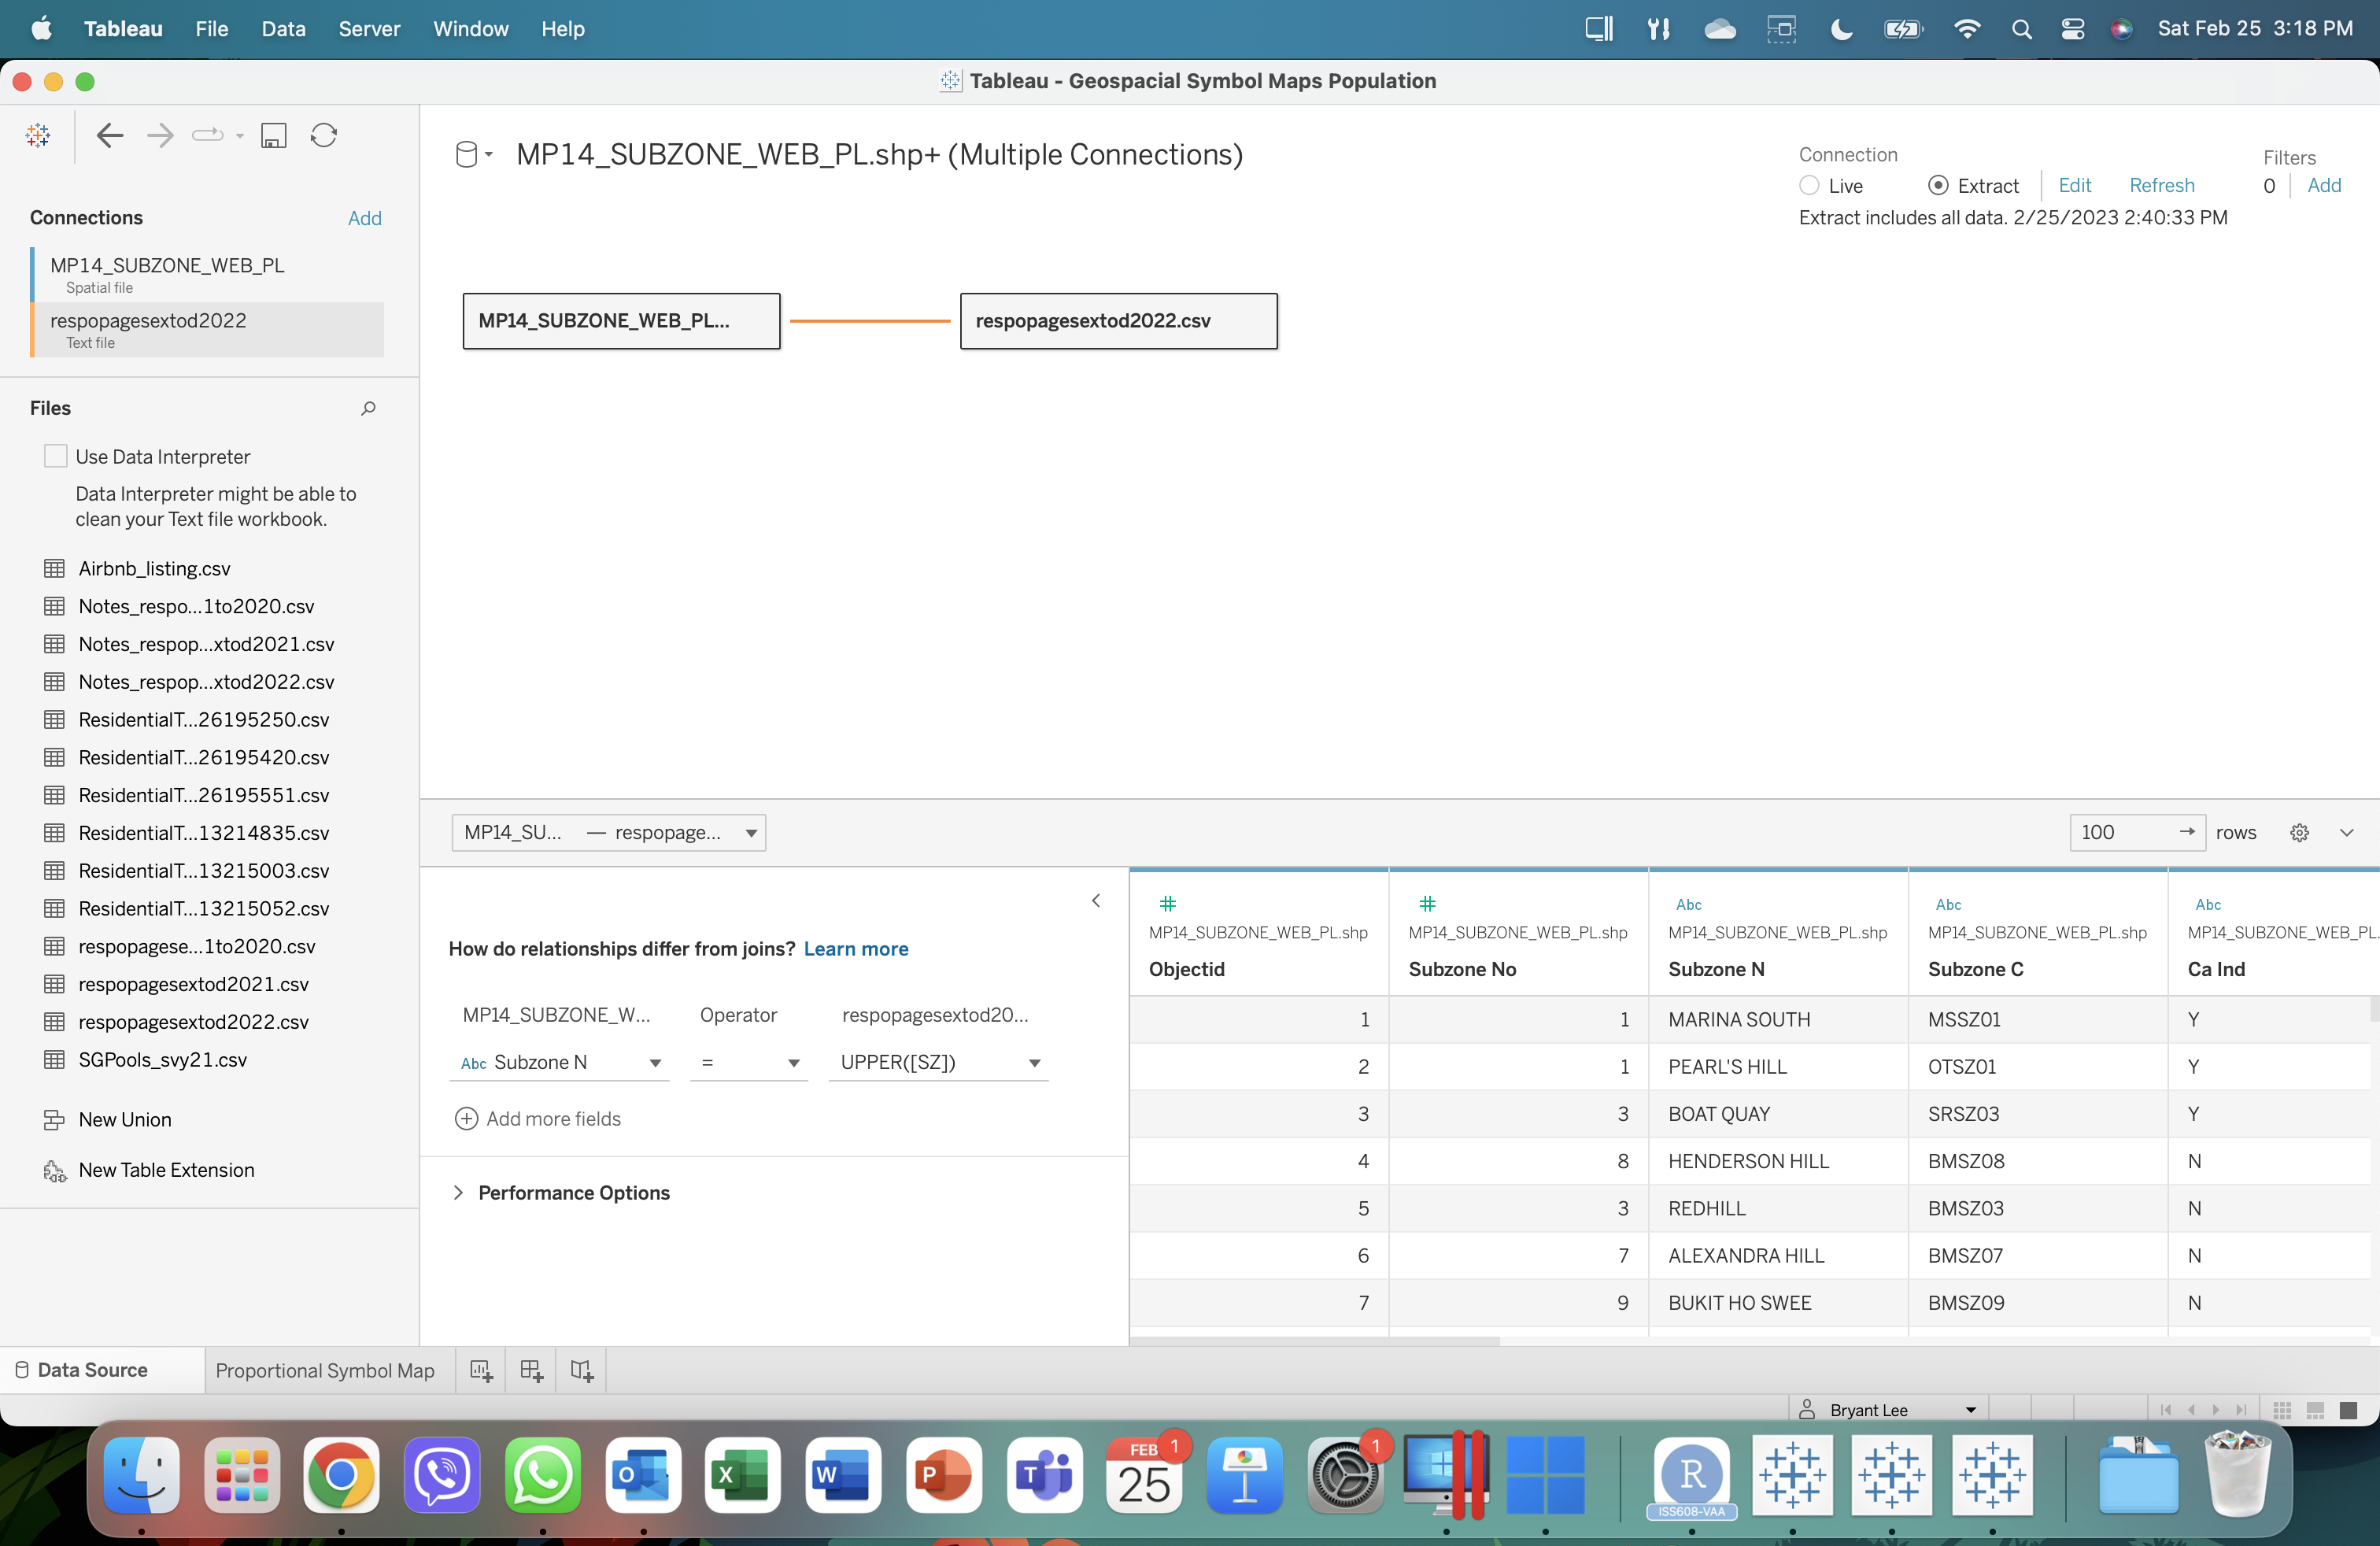 Tableau File Data Server Window Help Sat Feb 25 3:18 PM
Tableau - Geospacial Symbol Maps Population
MP14_SUBZONE_WEB_PL.shp+ (Multiple Connections)
Connection
Live Extract Edit Refresh
Extract includes all data. 2/25/2023 2:40:33 PM
Filters
0 Add
Connections Add
MP14_SUBZONE_WEB_PL
Spatial file
respopagesextod2022
Text file
MP14_SUBZONE_WEB_PL...
respopagesextod2022.csv
Files
Use Data Interpreter
Data Interpreter might be able to
clean your Text file workbook.
Airbnb_listing.csv
Notes_respo...1to2020.csv
Notes_respop...xtod2021.csv
Notes_respop...xtod2022.csv
ResidentialT...26195250.csv
ResidentialT...26195420.csv
ResidentialT...26195551.csv
ResidentialT...13214835.csv
ResidentialT...13215003.csv
ResidentialT...13215052.csv
respopagese...1to2020.csv
respopagesextod2021.csv
respopagesextod2022.csv
SGPools_svy21.csv
New Union
New Table Extension
MP14_SU... — respopage...
100 rows
How do relationships differ from joins? Learn more
MP14_SUBZONE_W... Operator respopagesextod20...
Abc Subzone N = UPPER([SZ])
Add more fields
Performance Options
# # Abc Abc Abc
MP14_SUBZONE_WEB_PL.shp MP14_SUBZONE_WEB_PL.shp MP14_SUBZONE_WEB_PL.shp MP14_SUBZONE_WEB_PL.shp MP14_SUBZONE_WEB_PL.
Objectid Subzone No Subzone N Subzone C Ca Ind
1 1 MARINA SOUTH MSSZ01 Y
2 1 PEARL'S HILL OTSZ01 Y
3 3 BOAT QUAY SRSZ03 Y
4 8 HENDERSON HILL BMSZ08 N
5 3 REDHILL BMSZ03 N
6 7 ALEXANDRA HILL BMSZ07 N
7 9 BUKIT HO SWEE BMSZ09 N
Data Source Proportional Symbol Map
Bryant Lee
O X W P T FEB 25 1 1 R
ISS608-VAA